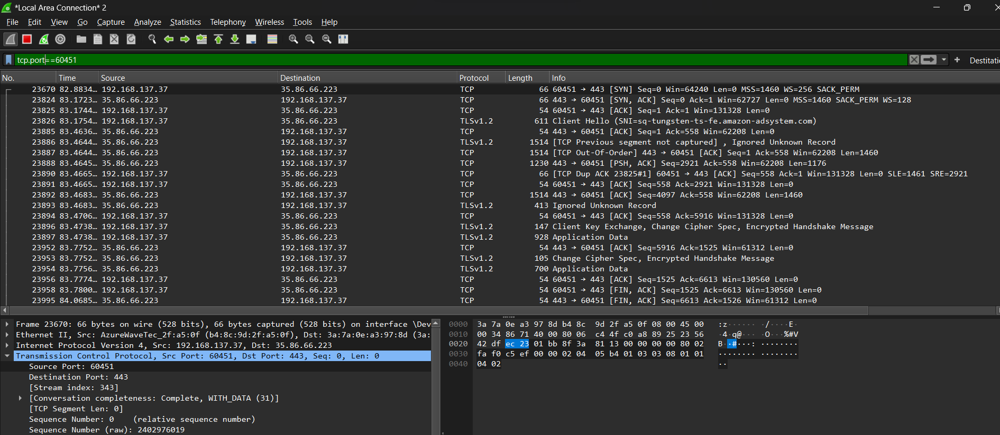 *Local Area Connection* 2
File Edit View Go Capture Analyze Statistics Telephony Wireless Tools Help
tcp.port==60451
+ Destitati
No. Time Source Destination Protocol Length Info
23670 82.8834… 192.168.137.37 35.86.66.223 TCP 66 60451 → 443 [SYN] Seq=0 Win=64240 Len=0 MSS=1460 WS=256 SACK_PERM
23824 83.1723… 35.86.66.223 192.168.137.37 TCP 66 443 → 60451 [SYN, ACK] Seq=0 Ack=1 Win=62727 Len=0 MSS=1460 SACK_PERM WS=128
23825 83.1744… 192.168.137.37 35.86.66.223 TCP 54 60451 → 443 [ACK] Seq=1 Ack=1 Win=131328 Len=0
23826 83.1754… 192.168.137.37 35.86.66.223 TLSv1.2 611 Client Hello (SNI=sq-tungsten-ts-fe.amazon-adsystem.com)
23885 83.4636… 35.86.66.223 192.168.137.37 TCP 54 443 → 60451 [ACK] Seq=1 Ack=558 Win=62208 Len=0
23886 83.4644… 35.86.66.223 192.168.137.37 TLSv1.2 1514 [TCP Previous segment not captured] , Ignored Unknown Record
23887 83.4644… 35.86.66.223 192.168.137.37 TCP 1514 [TCP Out-Of-Order] 443 → 60451 [ACK] Seq=1 Ack=558 Win=62208 Len=1460
23888 83.4645… 35.86.66.223 192.168.137.37 TCP 1230 443 → 60451 [PSH, ACK] Seq=2921 Ack=558 Win=62208 Len=1176
23890 83.4665… 192.168.137.37 35.86.66.223 TCP 66 [TCP Dup ACK 23825#1] 60451 → 443 [ACK] Seq=558 Ack=1 Win=131328 Len=0 SLE=1461 SRE=2921
23891 83.4665… 192.168.137.37 35.86.66.223 TCP 54 60451 → 443 [ACK] Seq=558 Ack=2921 Win=131328 Len=0
23892 83.4683… 35.86.66.223 192.168.137.37 TCP 1514 443 → 60451 [ACK] Seq=4097 Ack=558 Win=62208 Len=1460
23893 83.4683… 35.86.66.223 192.168.137.37 TLSv1.2 413 Ignored Unknown Record
23894 83.4706… 192.168.137.37 35.86.66.223 TCP 54 60451 → 443 [ACK] Seq=558 Ack=5916 Win=131328 Len=0
23896 83.4738… 192.168.137.37 35.86.66.223 TLSv1.2 147 Client Key Exchange, Change Cipher Spec, Encrypted Handshake Message
23897 83.4738… 192.168.137.37 35.86.66.223 TLSv1.2 928 Application Data
23952 83.7752… 35.86.66.223 192.168.137.37 TCP 54 443 → 60451 [ACK] Seq=5916 Ack=1525 Win=61312 Len=0
23953 83.7752… 35.86.66.223 192.168.137.37 TLSv1.2 105 Change Cipher Spec, Encrypted Handshake Message
23954 83.7756… 35.86.66.223 192.168.137.37 TLSv1.2 700 Application Data
23956 83.7774… 192.168.137.37 35.86.66.223 TCP 54 60451 → 443 [ACK] Seq=1525 Ack=6613 Win=130560 Len=0
23958 83.7800… 192.168.137.37 35.86.66.223 TCP 54 60451 → 443 [FIN, ACK] Seq=1525 Ack=6613 Win=130560 Len=0
23995 84.0685… 35.86.66.223 192.168.137.37 TCP 54 443 → 60451 [FIN, ACK] Seq=6613 Ack=1526 Win=61312 Len=0
Frame 23670: 66 bytes on wire (528 bits), 66 bytes captured (528 bits) on interface \Dev
Ethernet II, Src: AzureWaveTec_2f:a5:0f (b4:8c:9d:2f:a5:0f), Dst: 3a:7a:0e:a3:97:8d (3a:
Internet Protocol Version 4, Src: 192.168.137.37, Dst: 35.86.66.223
Transmission Control Protocol, Src Port: 60451, Dst Port: 443, Seq: 0, Len: 0
Source Port: 60451
Destination Port: 443
[Stream index: 343]
[Conversation completeness: Complete, WITH_DATA (31)]
[TCP Segment Len: 0]
Sequence Number: 0 (relative sequence number)
Sequence Number (raw): 2402976019
0000 3a 7a 0e a3 97 8d b4 8c 9d 2f a5 0f 08 00 45 00 :z······ ·/····E·
0010 00 34 86 71 40 00 80 06 c4 4f c0 a8 89 25 23 56 ·4·q@··· ·O···%#V
0020 42 df ec 23 01 bb 8f 3a 81 13 00 00 00 00 80 02 B··#···: ········
0030 fa f0 c5 ef 00 00 02 04 05 b4 01 03 03 08 01 01 ········ ········
0040 04 02 ··